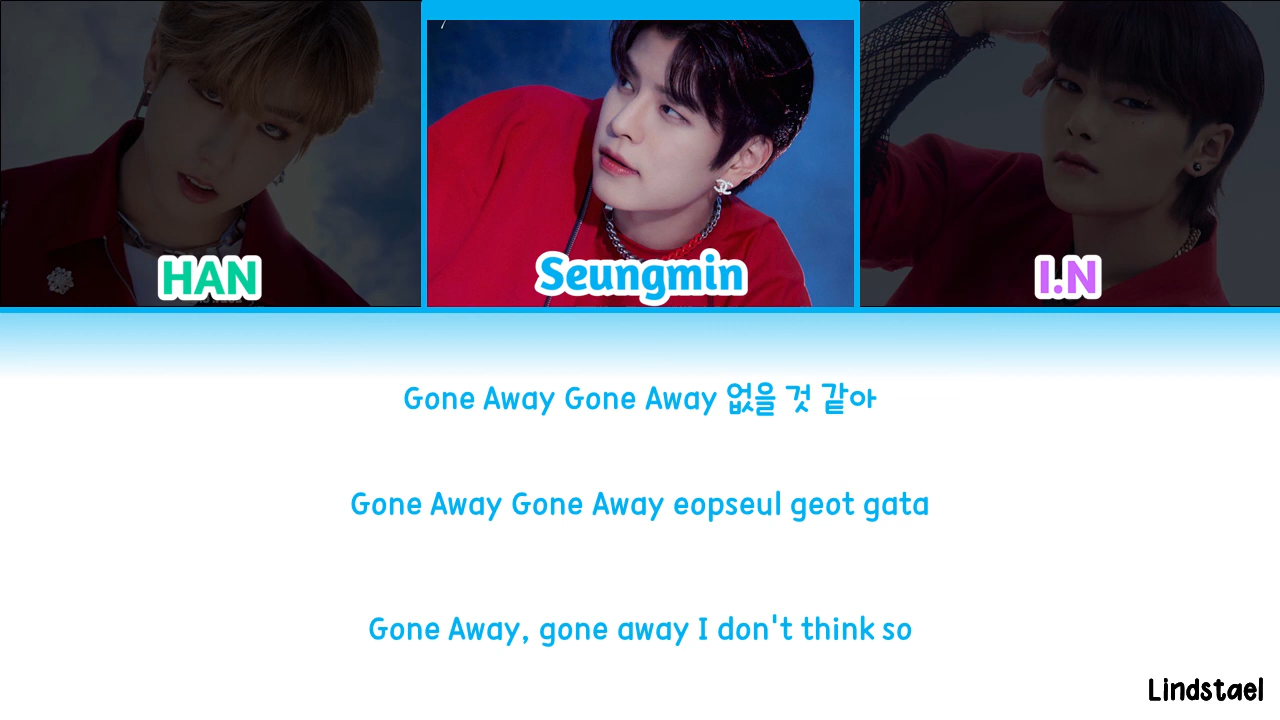 HAN
Seungmin
I.N
Gone Away Gone Away 없을 것 같아
Gone Away Gone Away eopseul geot gata
Gone Away, gone away I don't think so
Lindstael